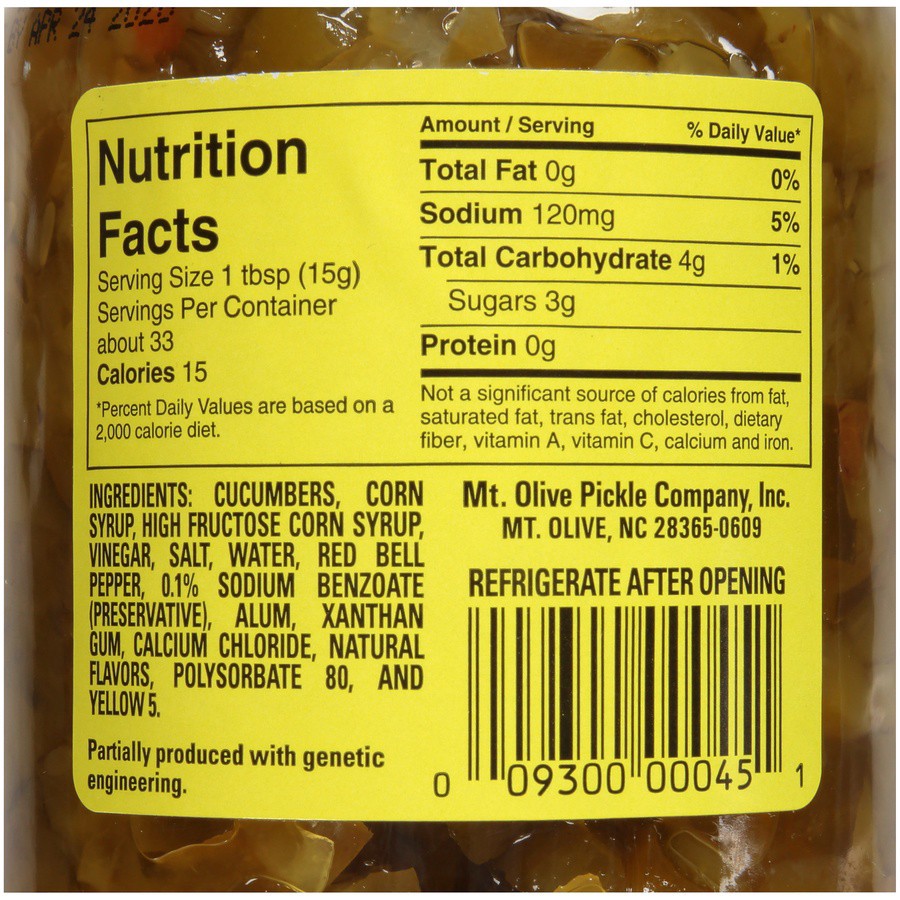 APR 24 2020
Nutrition
Facts
Serving Size 1 tbsp (15g)
Servings Per Container
about 33
Calories 15
*Percent Daily Values are based on a
2,000 calorie diet.
Amount / Serving % Daily Value*
Total Fat 0g 0%
Sodium 120mg 5%
Total Carbohydrate 4g 1%
Sugars 3g
Protein 0g
Not a significant source of calories from fat,
saturated fat, trans fat, cholesterol, dietary
fiber, vitamin A, vitamin C, calcium and iron.
INGREDIENTS: CUCUMBERS, CORN
SYRUP, HIGH FRUCTOSE CORN SYRUP,
VINEGAR, SALT, WATER, RED BELL
PEPPER, 0.1% SODIUM BENZOATE
(PRESERVATIVE), ALUM, XANTHAN
GUM, CALCIUM CHLORIDE, NATURAL
FLAVORS, POLYSORBATE 80, AND
YELLOW 5.
Partially produced with genetic
engineering.
Mt. Olive Pickle Company, Inc.
MT. OLIVE, NC 28365-0609
REFRIGERATE AFTER OPENING
0 09300 00045 1